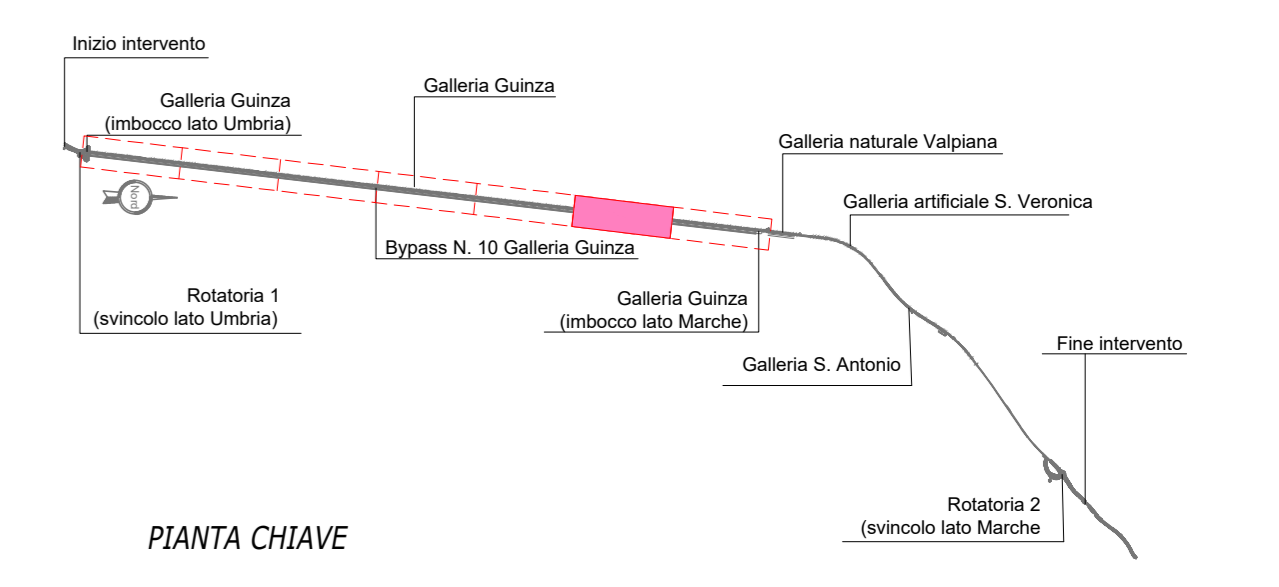 Inizio intervento
Galleria Guinza
(imbocco lato Umbria)
Galleria Guinza
Galleria naturale Valpiana
Galleria artificiale S. Veronica
Nord
Bypass N. 10 Galleria Guinza
Rotatoria 1
(svincolo lato Umbria)
Galleria Guinza
(imbocco lato Marche)
Fine intervento
Galleria S. Antonio
Rotatoria 2
(svincolo lato Marche
PIANTA CHIAVE